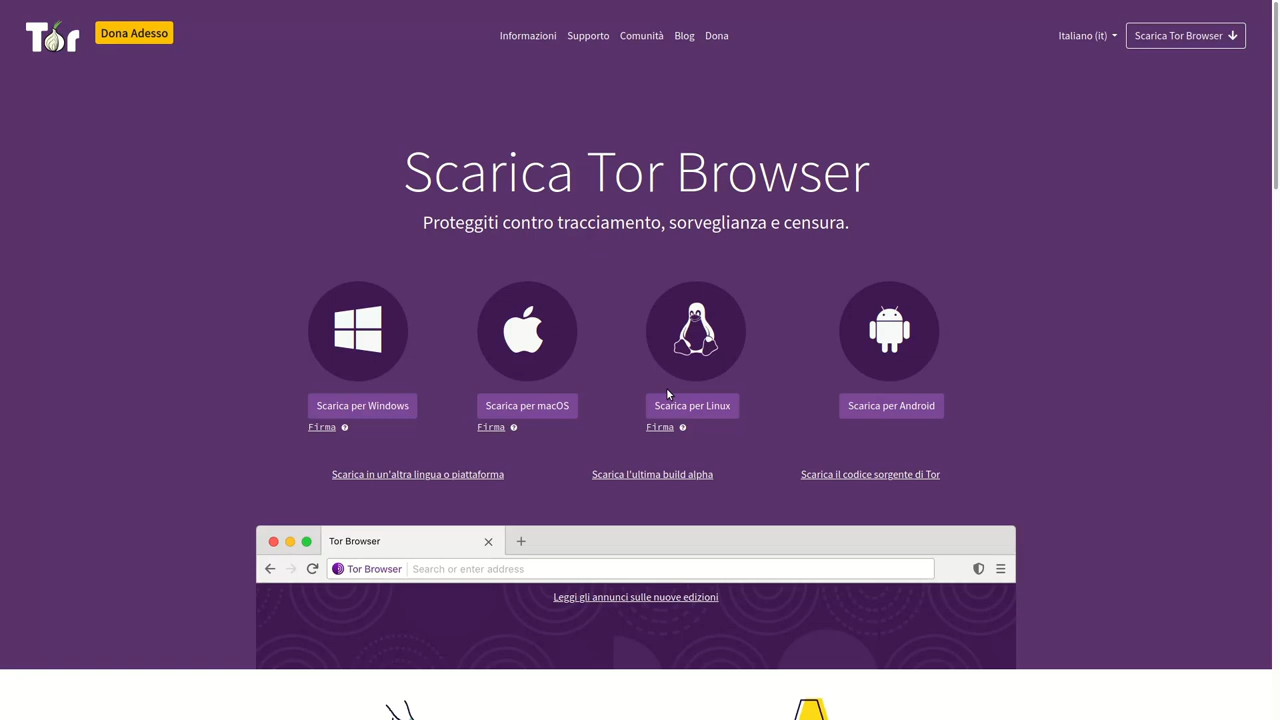 Tor
Dona Adesso
Informazioni Supporto Comunità Blog Dona
Italiano (it)
Scarica Tor Browser
Scarica Tor Browser
Proteggiti contro tracciamento, sorveglianza e censura.
Scarica per Windows Scarica per macOS Scarica per Linux Scarica per Android
Firma ? Firma ? Firma ?
Scarica in un'altra lingua o piattaforma Scarica l'ultima build alpha Scarica il codice sorgente di Tor
Tor Browser
Tor Browser Search or enter address
Leggi gli annunci sulle nuove edizioni